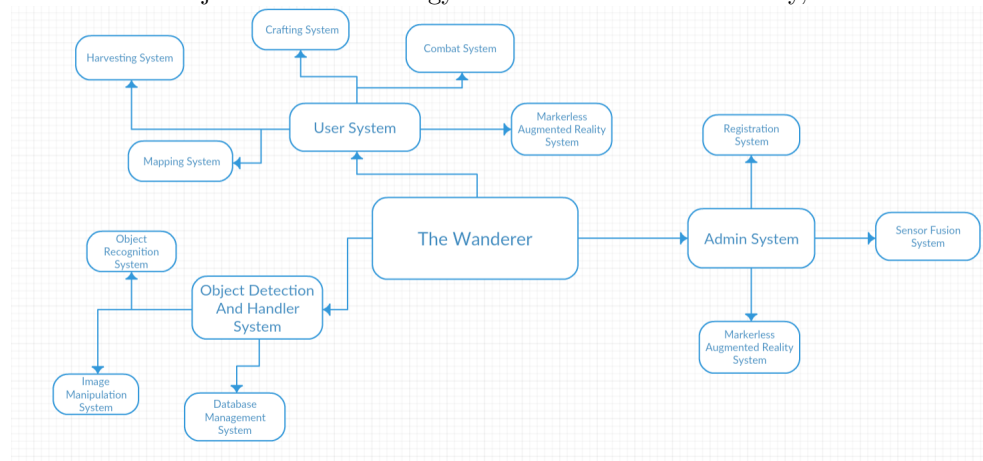 Crafting System
Combat System
Harvesting System
User System
Markerless
Augmented Reality
System
Registration
System
Mapping System
The Wanderer
Admin System
Sensor Fusion
System
Object
Recognition
System
Object Detection
And Handler
System
Markerless
Augmented Reality
System
Image
Manipulation
System
Database
Management
System